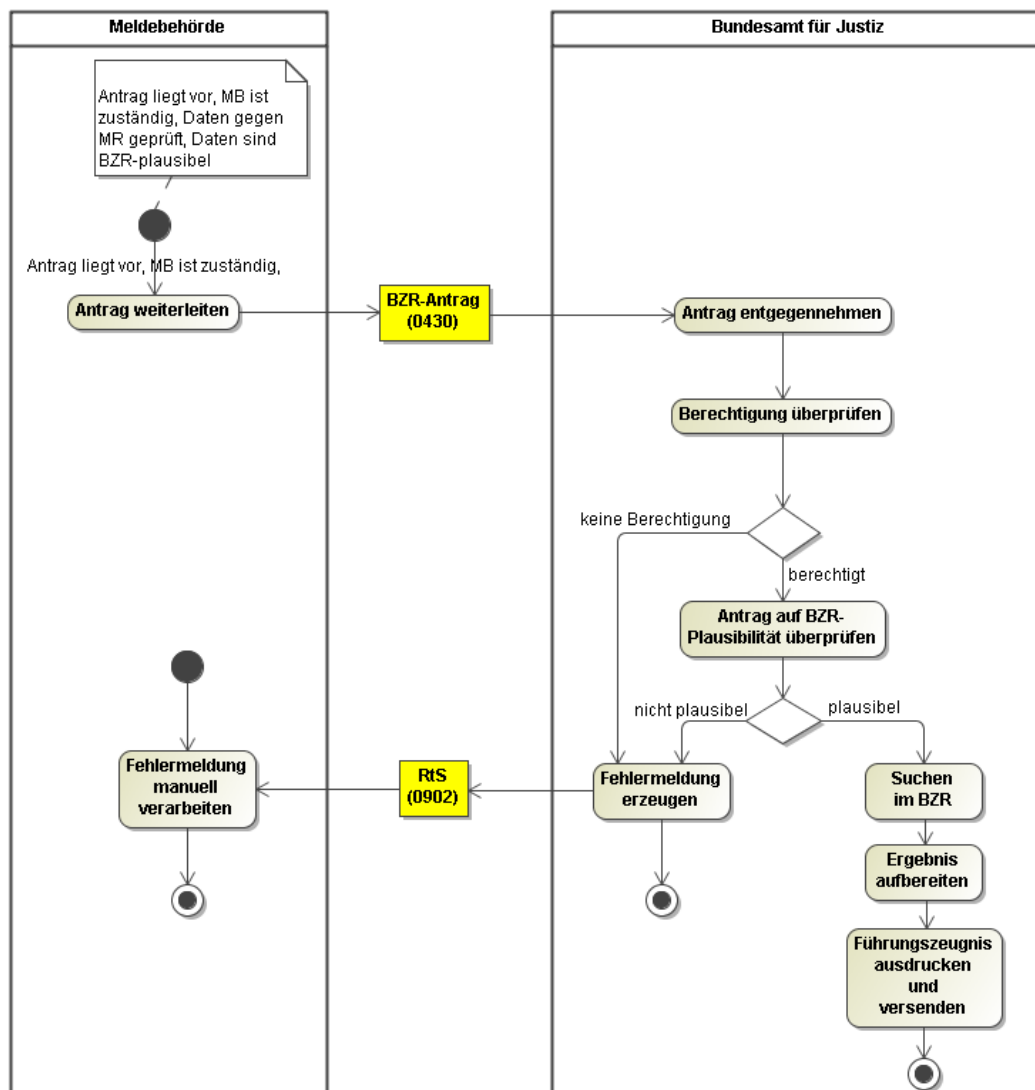 Meldebehörde
Bundesamt für Justiz
Antrag liegt vor, MB ist
zuständig, Daten gegen
MR geprüft, Daten sind
BZR-plausibel
Antrag liegt vor, MB ist zuständig,
Antrag weiterleiten
BZR-Antrag
(0430)
Antrag entgegennehmen
Berechtigung überprüfen
keine Berechtigung
berechtigt
Antrag auf BZR-
Plausibilität überprüfen
nicht plausibel
plausibel
Fehlermeldung
manuell
verarbeiten
RtS
(0902)
Fehlermeldung
erzeugen
Suchen
im BZR
Ergebnis
aufbereiten
Führungszeugnis
ausdrucken
und
versenden